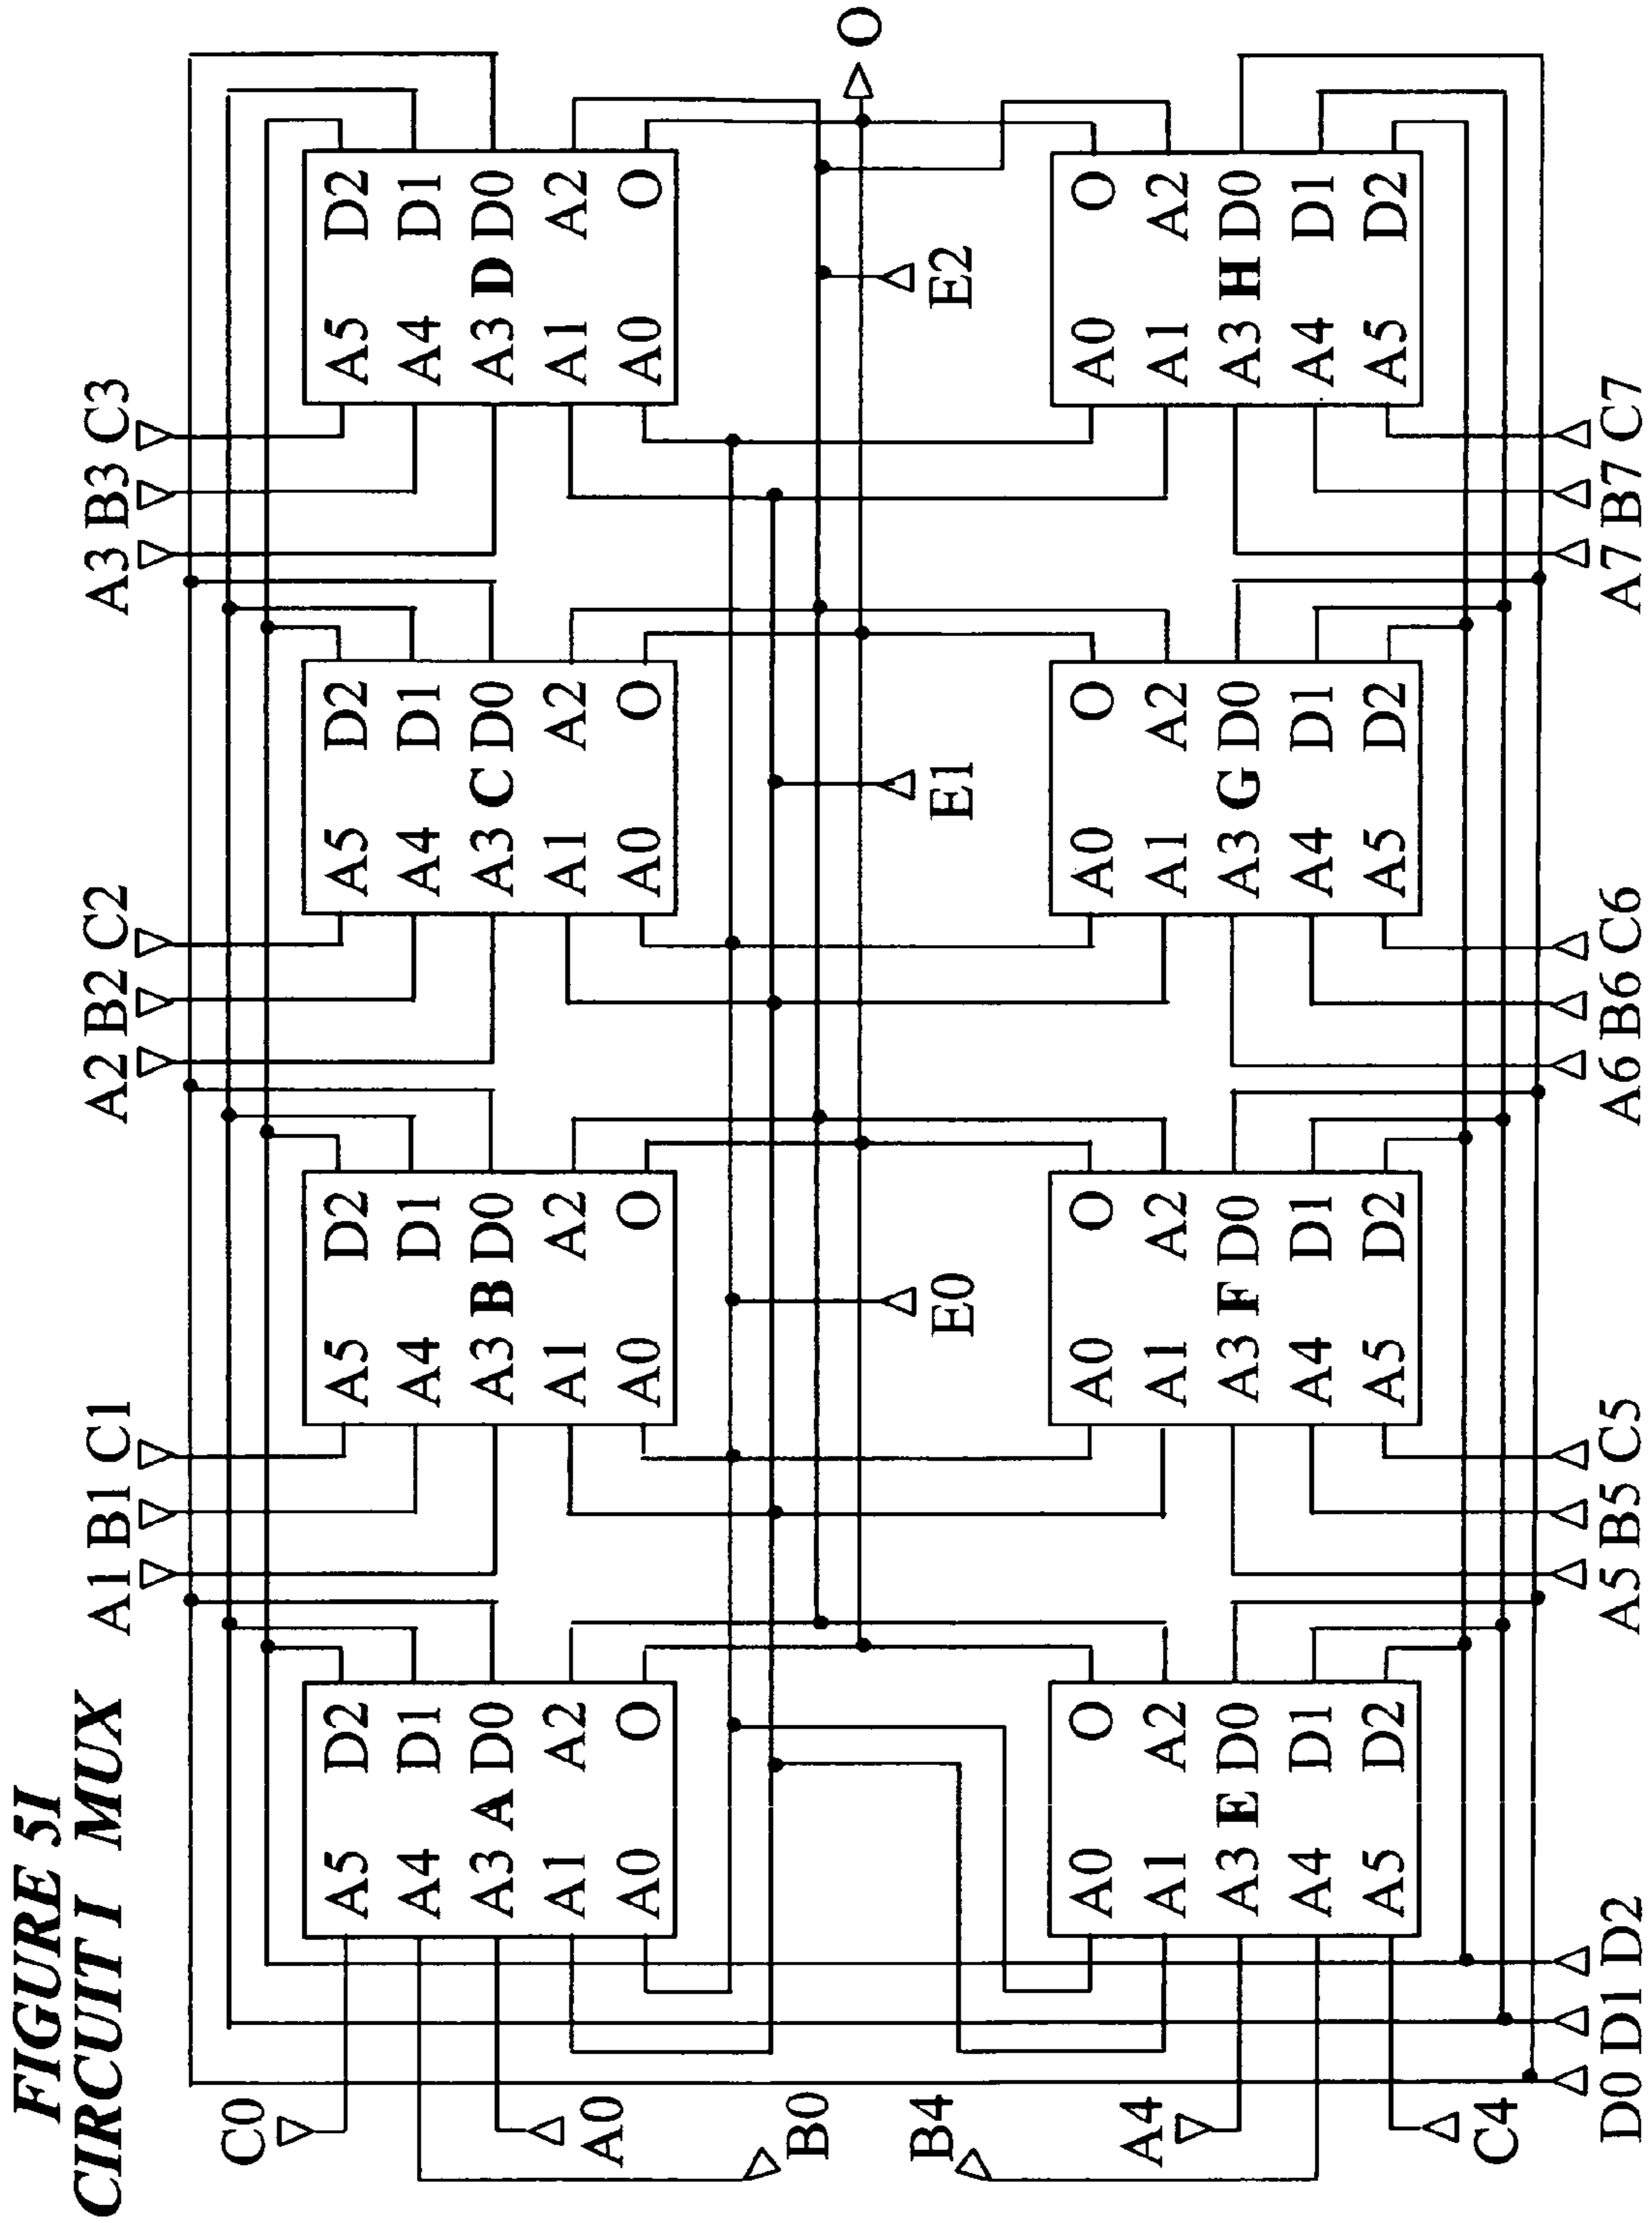 FIGURE 5I
CIRCUIT I MUX
A1 B1 C1 A2 B2 C2 A3 B3 C3
C0
A5 D2 A5 D2 A5 D2 A5 D2
A4 D1 A4 D1 A4 D1 A4 D1
A3 A D0 A3 B D0 A3 C D0 A3 D D0
A1 A2 A1 A2 A1 A2 A1 A2
A0 O A0 O A0 O A0 O
A0
B0
O
E0 E1 E2
B4
A0 O A0 O A0 O A0 O
A1 A2 A1 A2 A1 A2 A1 A2
A3 E D0 A3 F D0 A3 G D0 A3 H D0
A4 D1 A4 D1 A4 D1 A4 D1
A5 D2 A5 D2 A5 D2 A5 D2
A4
C4
D0 D1 D2 A5 B5 C5 A6 B6 C6 A7 B7 C7